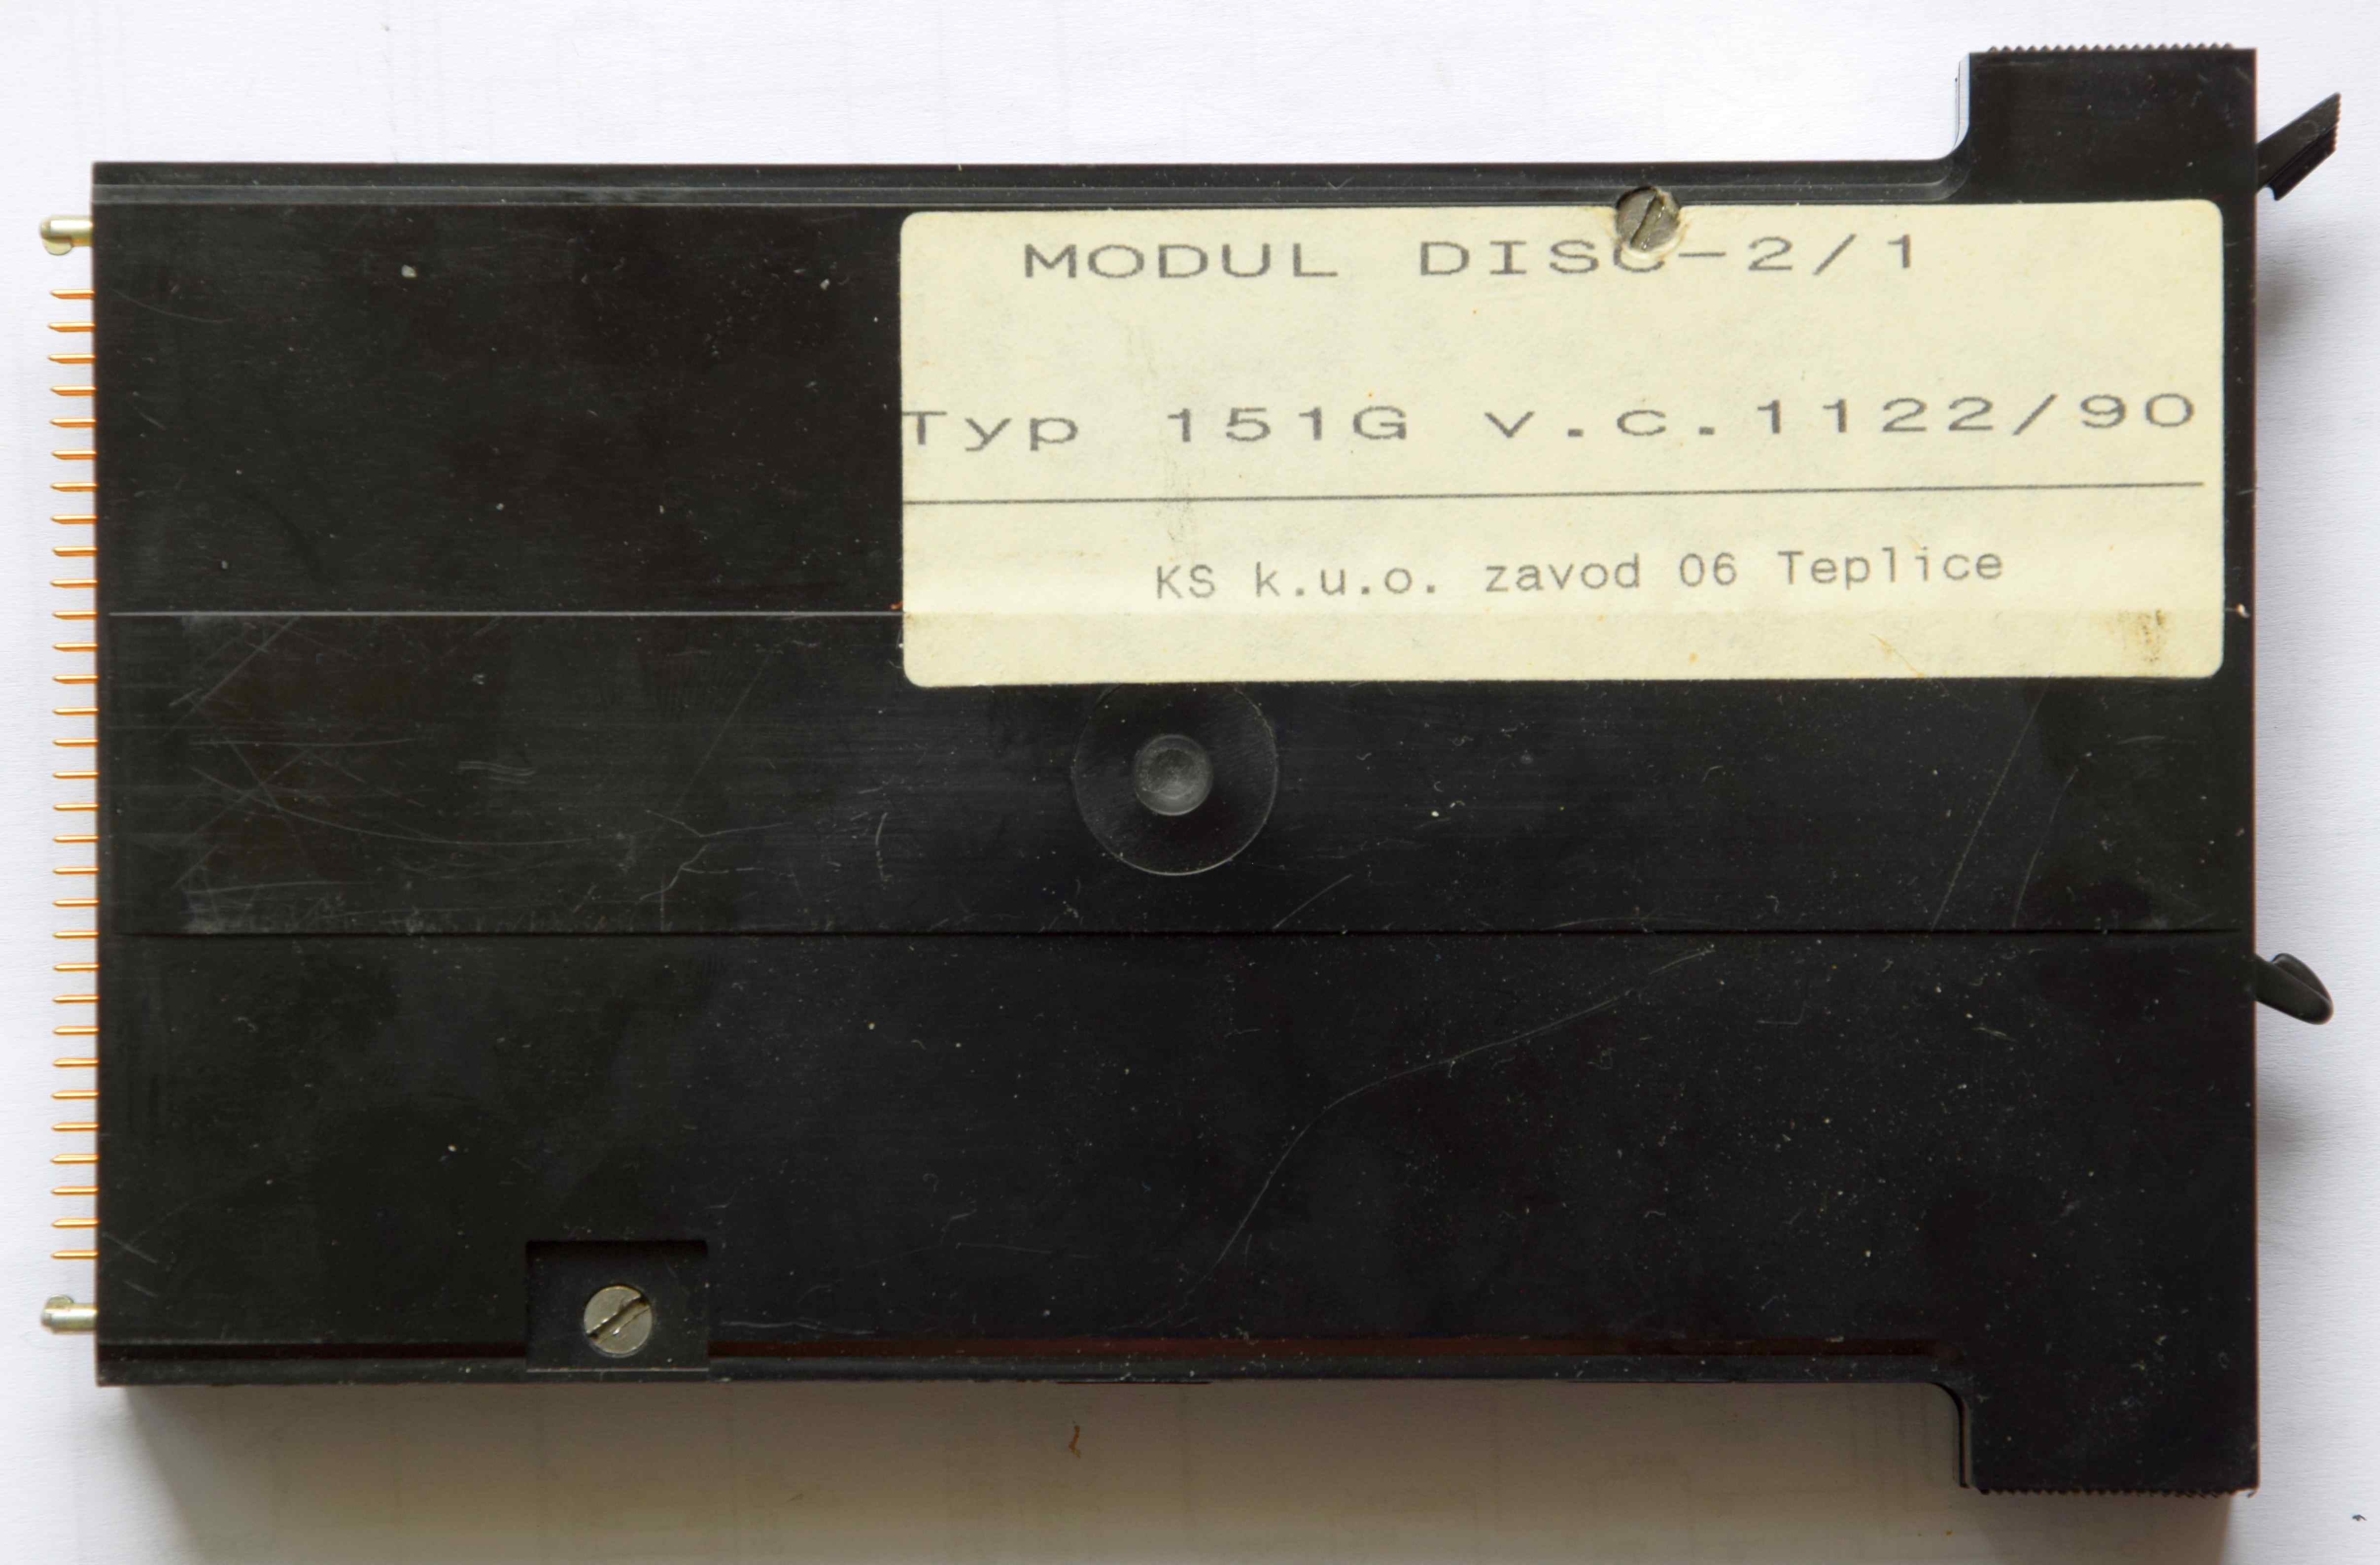 MODUL DISC-2/1
Typ 151G v.c.1122/90
KS k.u.o. zavod 06 Teplice